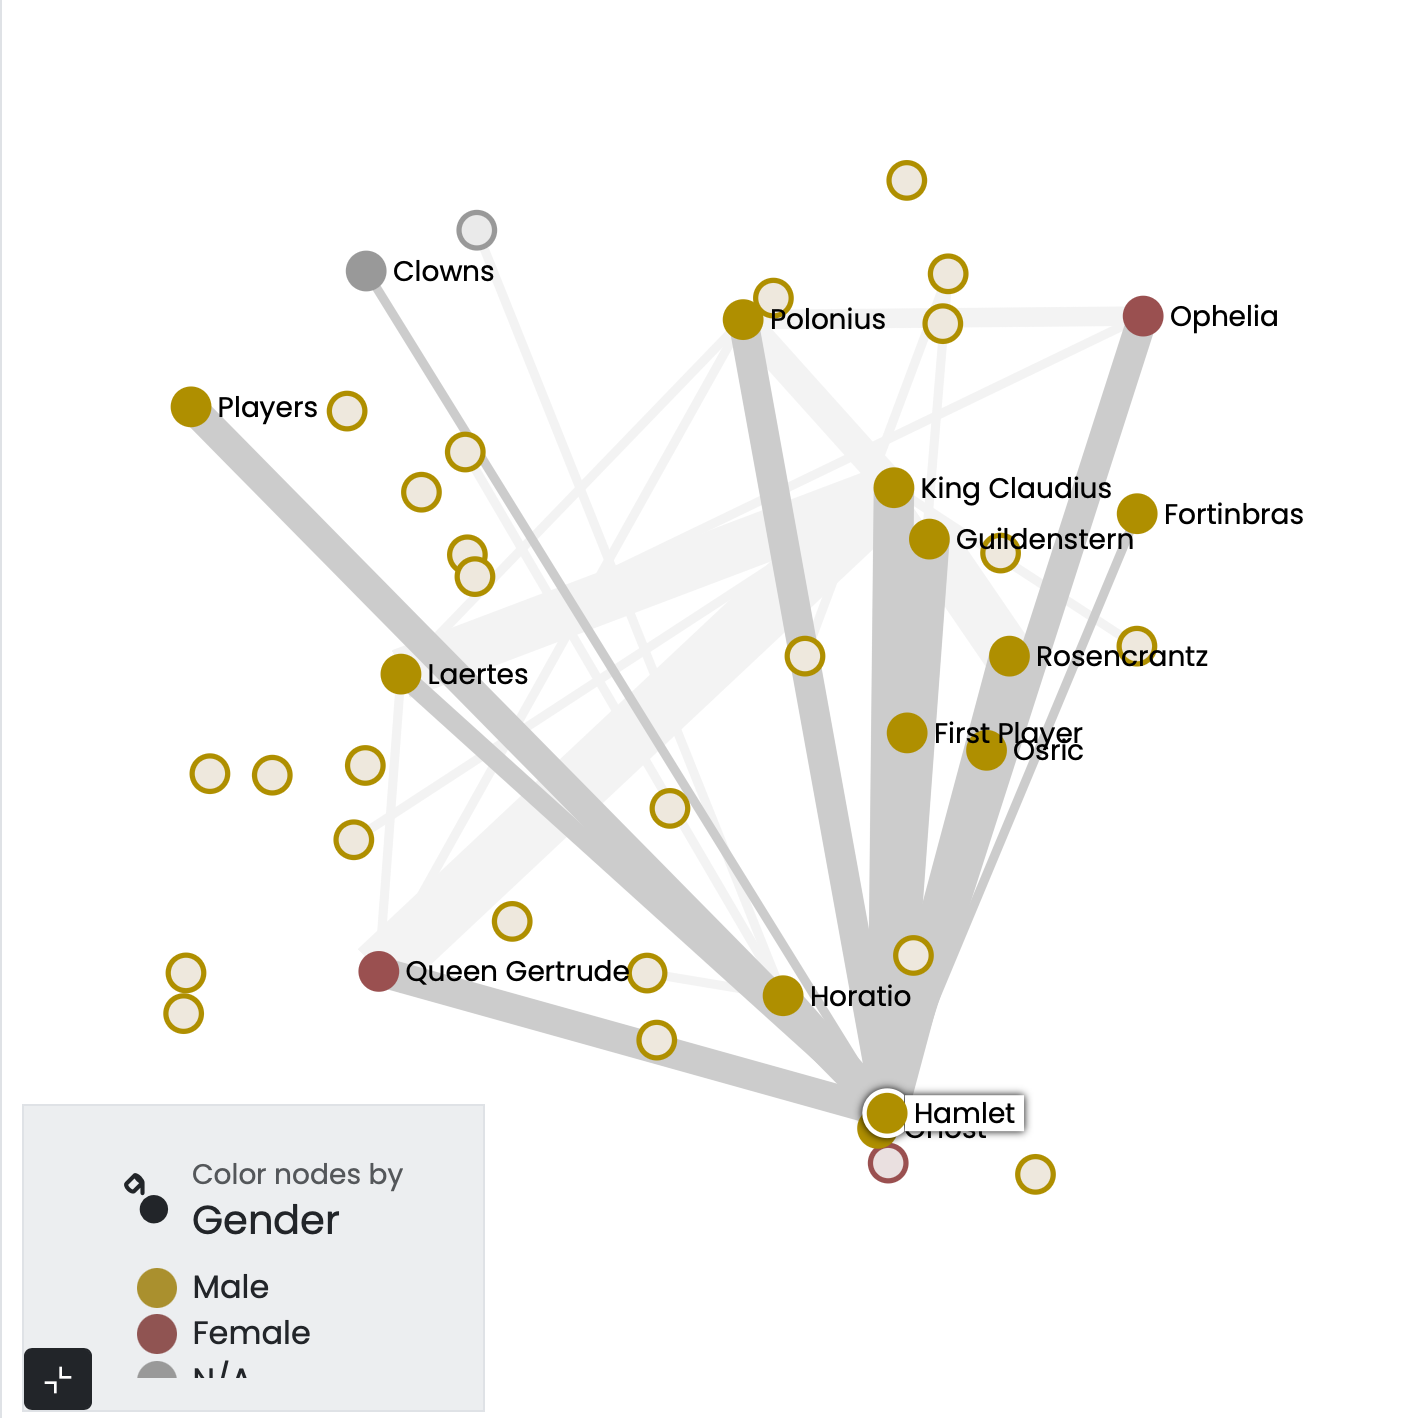 Clowns
Polonius
Ophelia
Players
King Claudius
Fortinbras
Guildenstern
Rosencrantz
Laertes
First Player
Osric
Queen Gertrude
Horatio
Hamlet
Ghost
Color nodes by
Gender
Male
Female
N/A